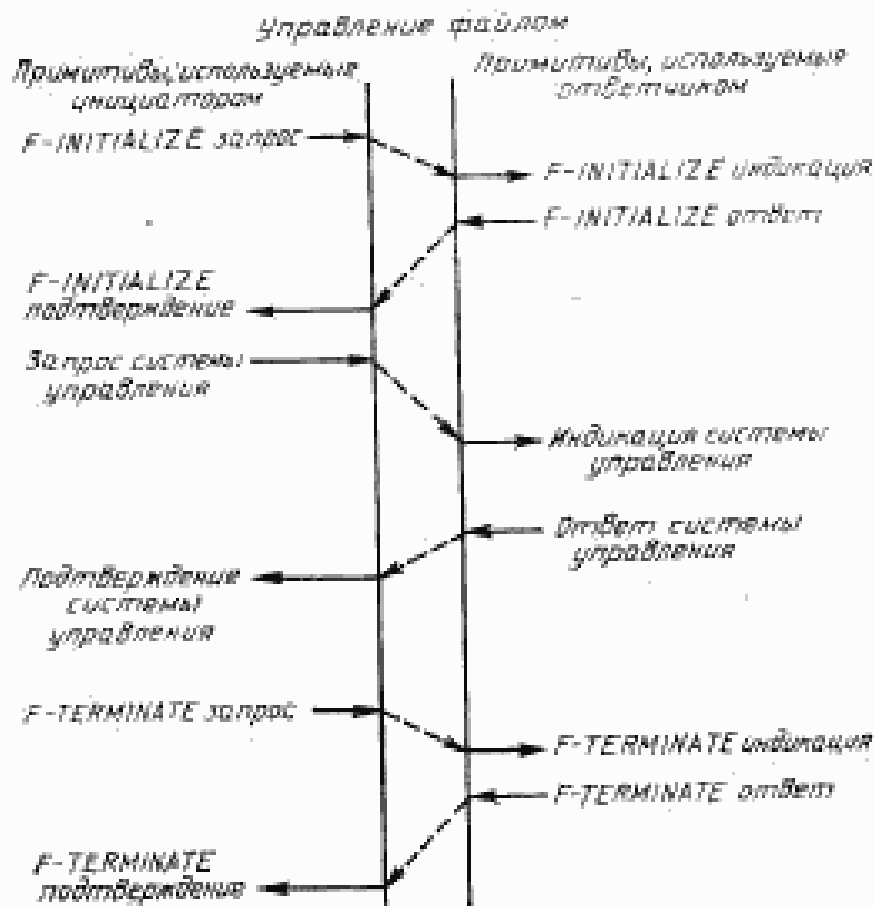 Управление файлом
Примитивы, используемые
инициатором
Примитивы, используемые
ответчиком
F-INITIALIZE запрос
F-INITIALIZE индикация
F-INITIALIZE ответ
F-INITIALIZE
подтверждение
Запрос системы
управления
Индикация системы
управления
Ответ системы
управления
Подтверждение
системы
управления
F-TERMINATE запрос
F-TERMINATE индикация
F-TERMINATE ответ
F-TERMINATE
подтверждение